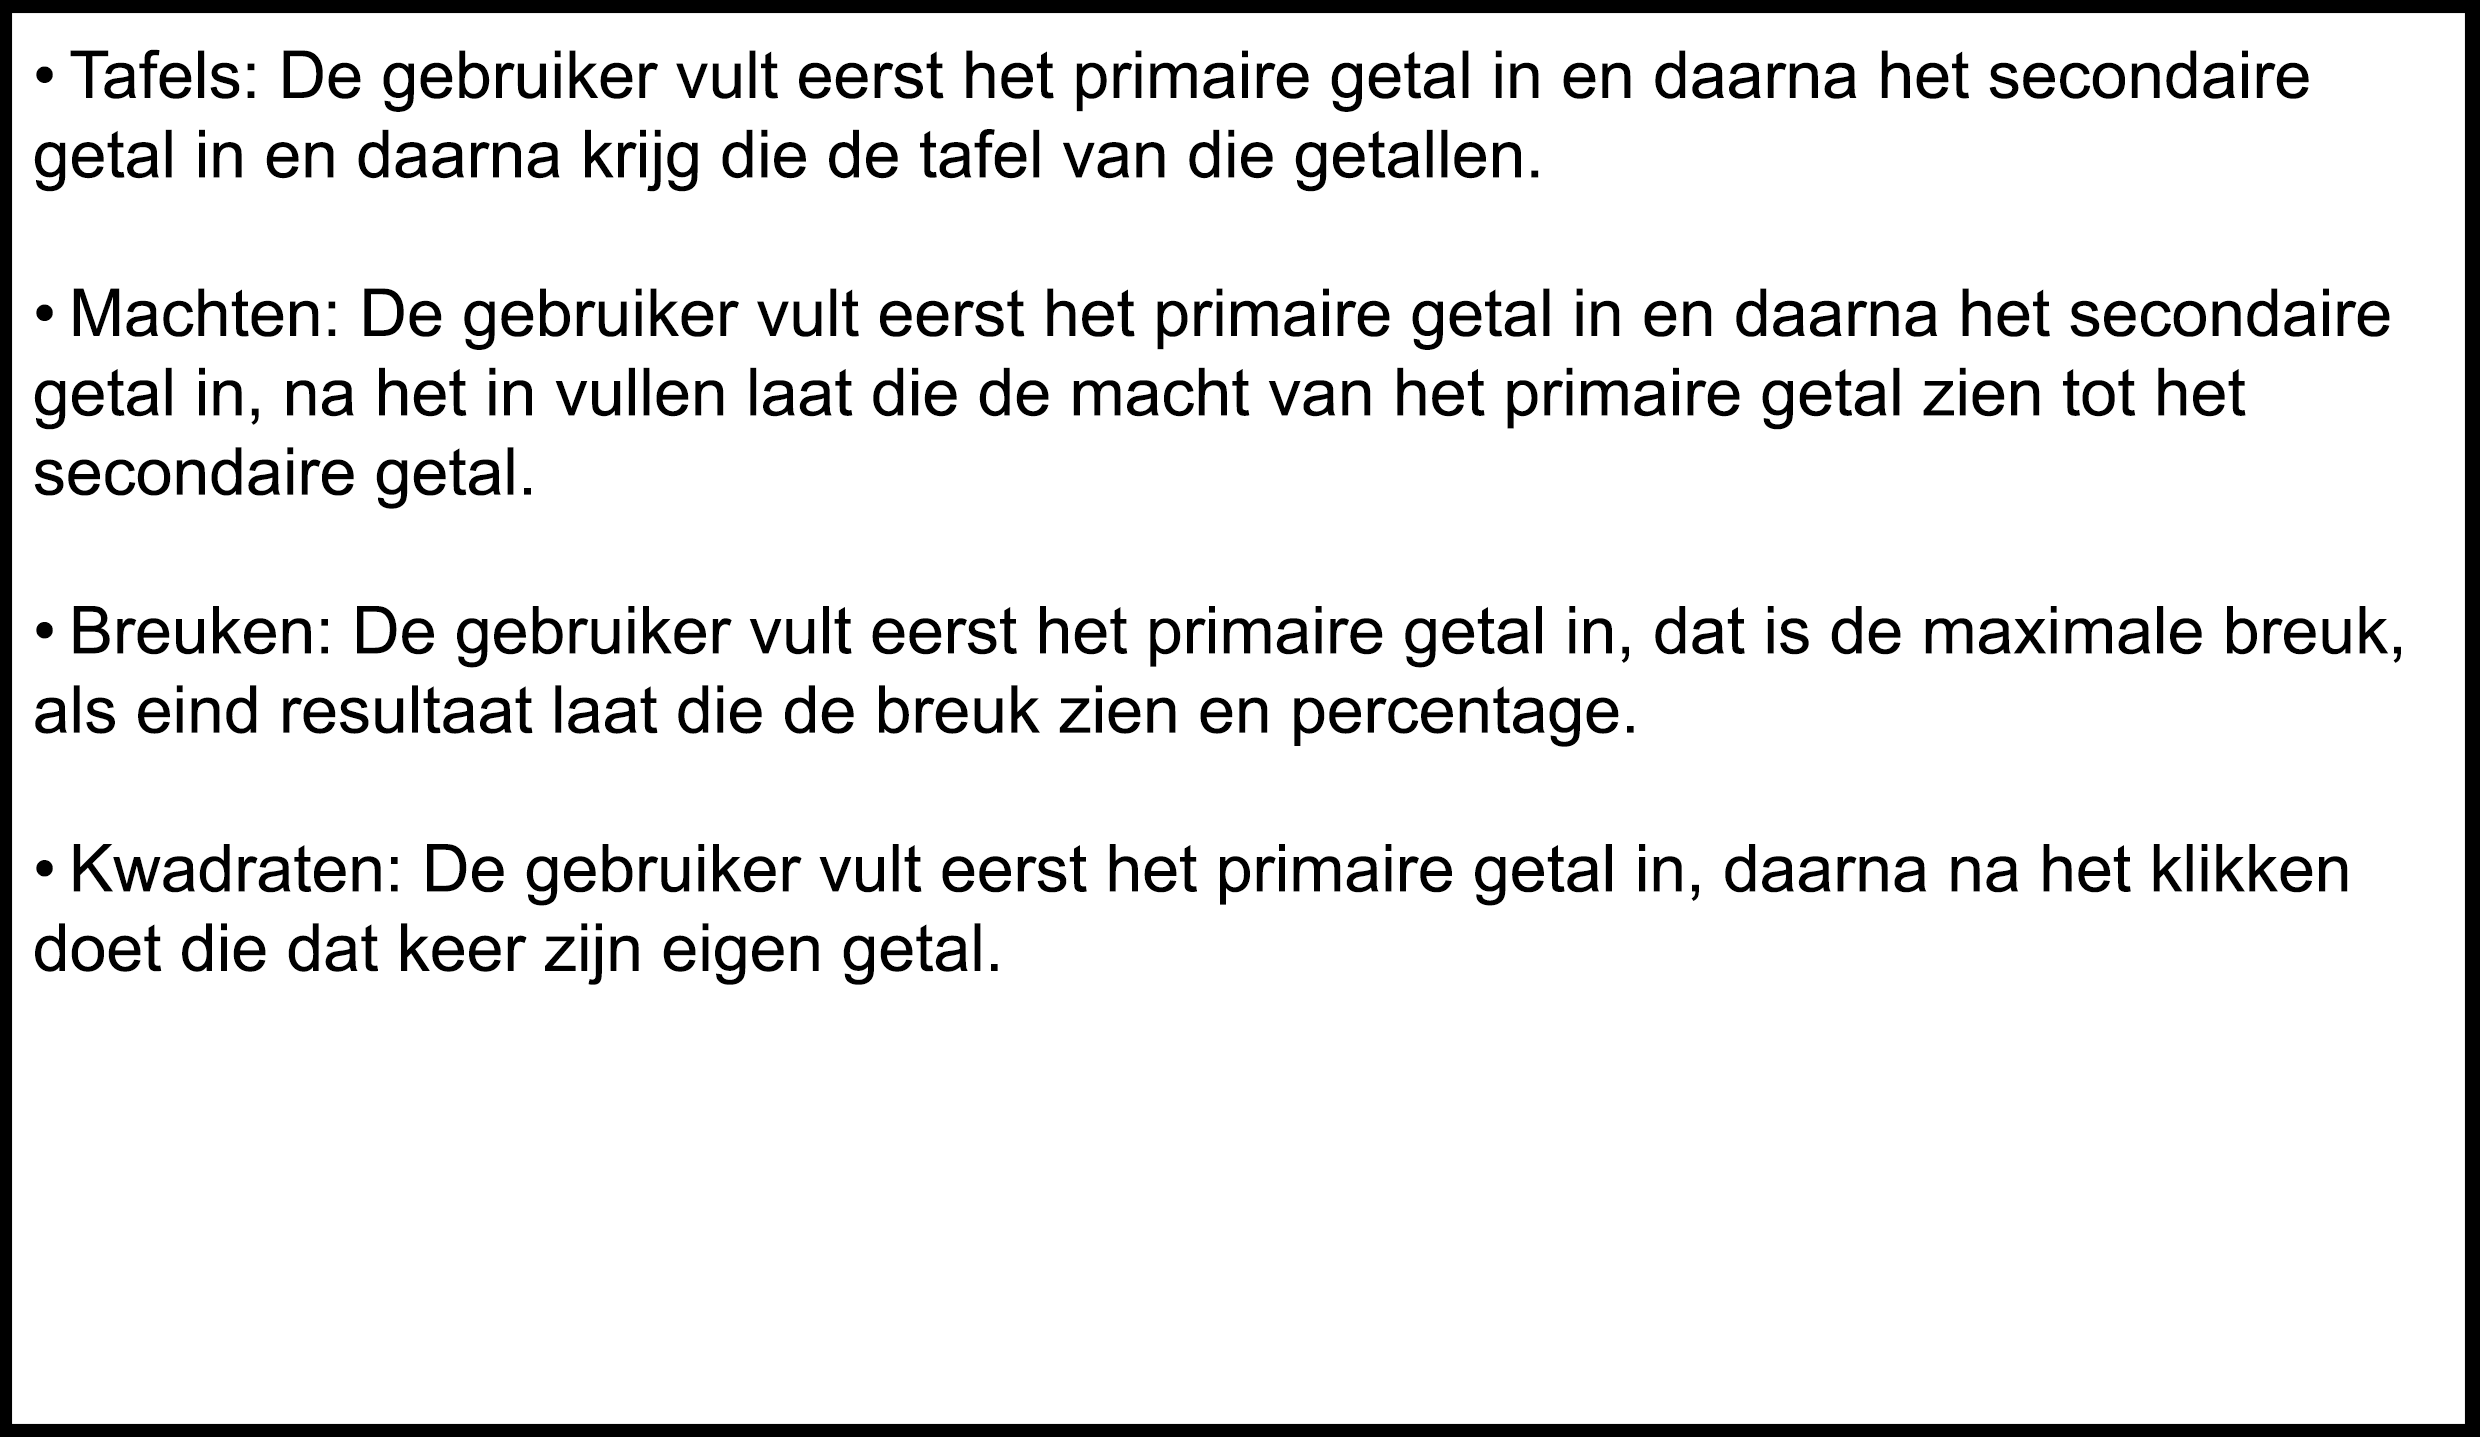 • Tafels: De gebruiker vult eerst het primaire getal in en daarna het secondaire
getal in en daarna krijg die de tafel van die getallen.
• Machten: De gebruiker vult eerst het primaire getal in en daarna het secondaire
getal in, na het in vullen laat die de macht van het primaire getal zien tot het
secondaire getal.
• Breuken: De gebruiker vult eerst het primaire getal in, dat is de maximale breuk,
als eind resultaat laat die de breuk zien en percentage.
• Kwadraten: De gebruiker vult eerst het primaire getal in, daarna na het klikken
doet die dat keer zijn eigen getal.